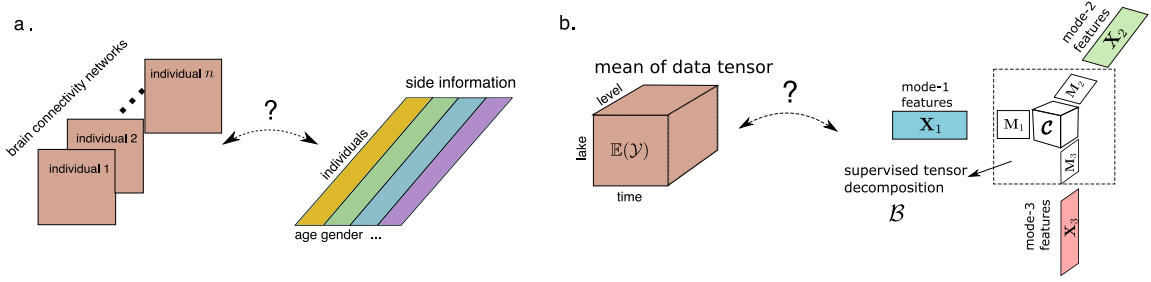 a.
brain connectivity networks
individual n
individual 2
individual 1
?
side information
individuals
age gender ...
b.
mean of data tensor
level
lake
𝔼(𝒴)
time
?
mode-1
features
X₁
mode-2
features
X₂
M₁
M₂
𝓒
M₃
supervised tensor
decomposition
ℬ
mode-3
features
X₃